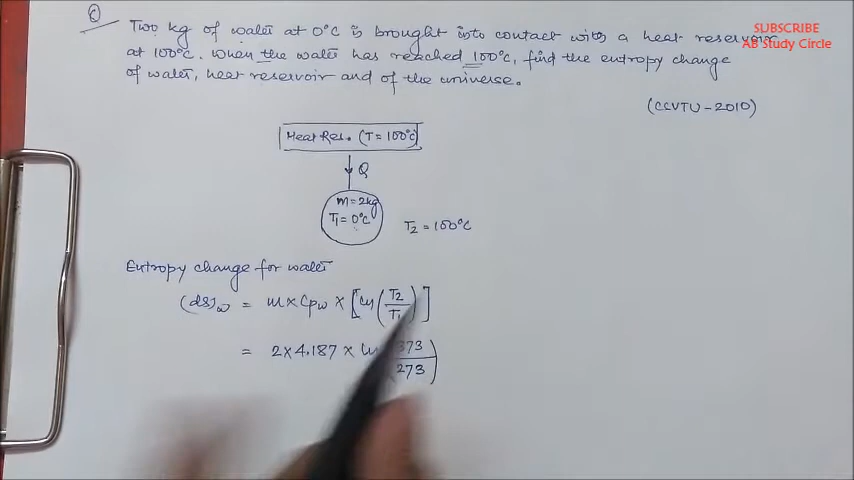 Q
Two kg of water at 0°C is brought into contact with a heat reservoir
at 100°C. When the water has reached 100°C, find the entropy change
of water, heat reservoir and of the universe.
(CCVTU-2010)
SUBSCRIBE
AB Study Circle
Heat Res. (T = 100°C)
Q
m = 2kg
T1 = 0°C
T2 = 100°C
Entropy change for water
(ds)w = m × Cpw × [ln (T2/T1)]
= 2 × 4.187 × ln (373/273)